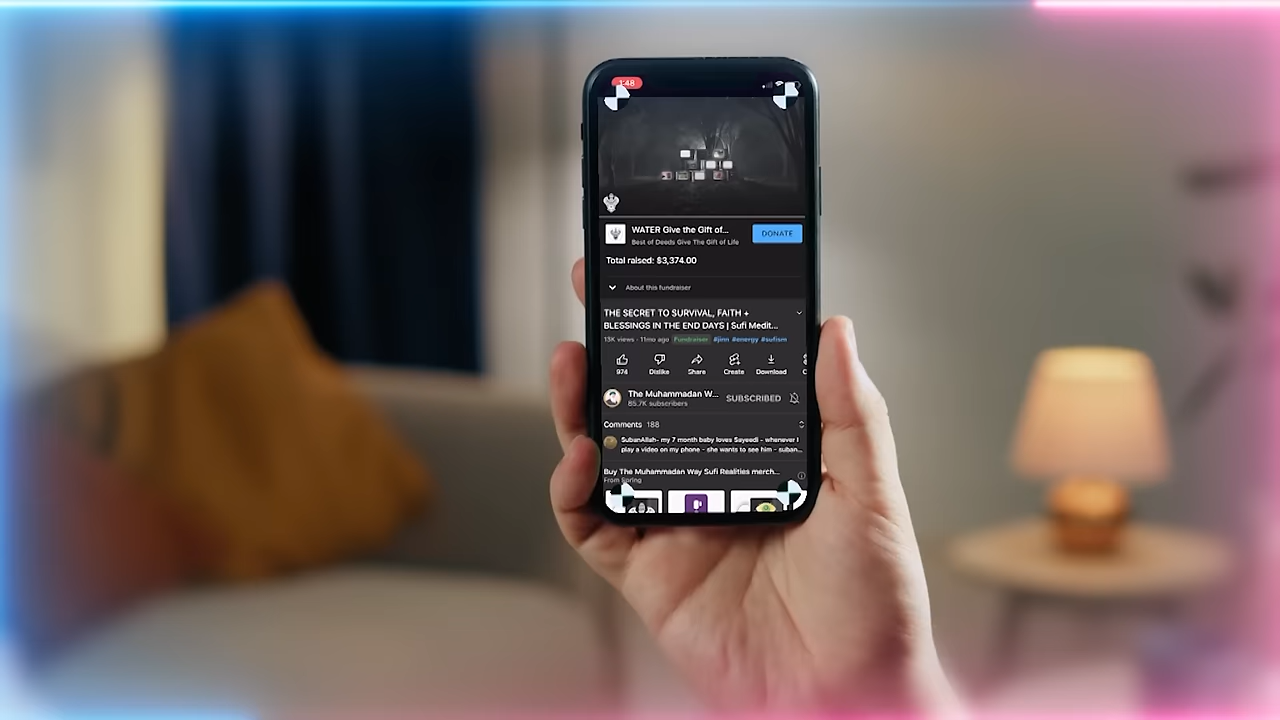 1:48
WATER Give the Gift of...
Best of Deeds Give The Gift of Life
DONATE
Total raised: $3,374.00
About this fundraiser
THE SECRET TO SURVIVAL, FAITH +
BLESSINGS IN THE END DAYS | Sufi Medit...
13K views · 11mo ago Fundraiser #jinn #energy #sufism
974
Dislike
Share
Create
Download
The Muhammadan W...
85.7K subscribers
SUBSCRIBED
Comments 188
SubanAllah- my 7 month baby loves Sayeedi - whenever I
play a video on my phone - she wants to see him - suban...
Buy The Muhammadan Way Sufi Realities merch...
From Spring